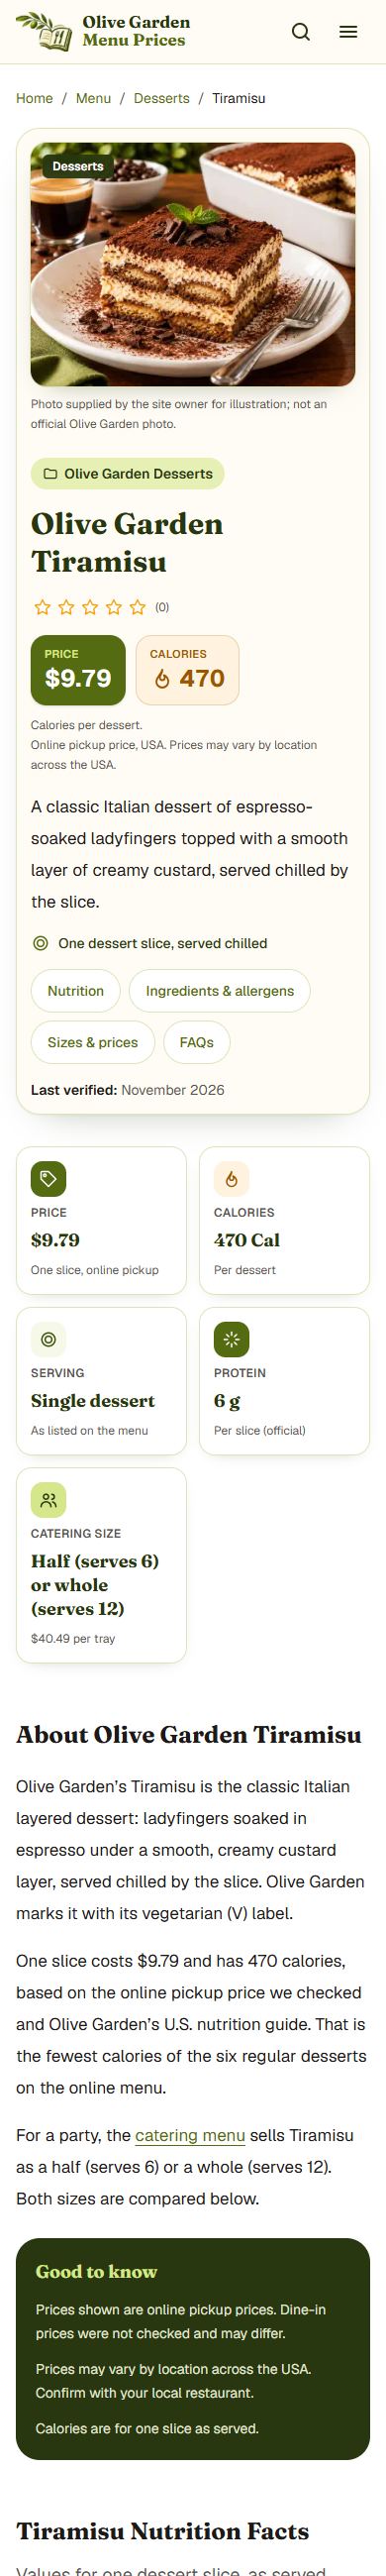 Olive Garden
Menu Prices
Home / Menu / Desserts / Tiramisu
Desserts
Photo supplied by the site owner for illustration; not an
official Olive Garden photo.
Olive Garden Desserts
Olive Garden
Tiramisu
(0)
PRICE
$9.79
CALORIES
470
Calories per dessert.
Online pickup price, USA. Prices may vary by location
across the USA.
A classic Italian dessert of espresso-
soaked ladyfingers topped with a smooth
layer of creamy custard, served chilled by
the slice.
One dessert slice, served chilled
Nutrition
Ingredients & allergens
Sizes & prices
FAQs
Last verified: November 2026
PRICE
$9.79
One slice, online pickup
CALORIES
470 Cal
Per dessert
SERVING
Single dessert
As listed on the menu
PROTEIN
6 g
Per slice (official)
CATERING SIZE
Half (serves 6)
or whole
(serves 12)
$40.49 per tray
About Olive Garden Tiramisu
Olive Garden’s Tiramisu is the classic Italian
layered dessert: ladyfingers soaked in
espresso under a smooth, creamy custard
layer, served chilled by the slice. Olive Garden
marks it with its vegetarian (V) label.
One slice costs $9.79 and has 470 calories,
based on the online pickup price we checked
and Olive Garden’s U.S. nutrition guide. That is
the fewest calories of the six regular desserts
on the online menu.
For a party, the catering menu sells Tiramisu
as a half (serves 6) or a whole (serves 12).
Both sizes are compared below.
Good to know
Prices shown are online pickup prices. Dine-in
prices were not checked and may differ.
Prices may vary by location across the USA.
Confirm with your local restaurant.
Calories are for one slice as served.
Tiramisu Nutrition Facts
Values for one dessert slice, as served